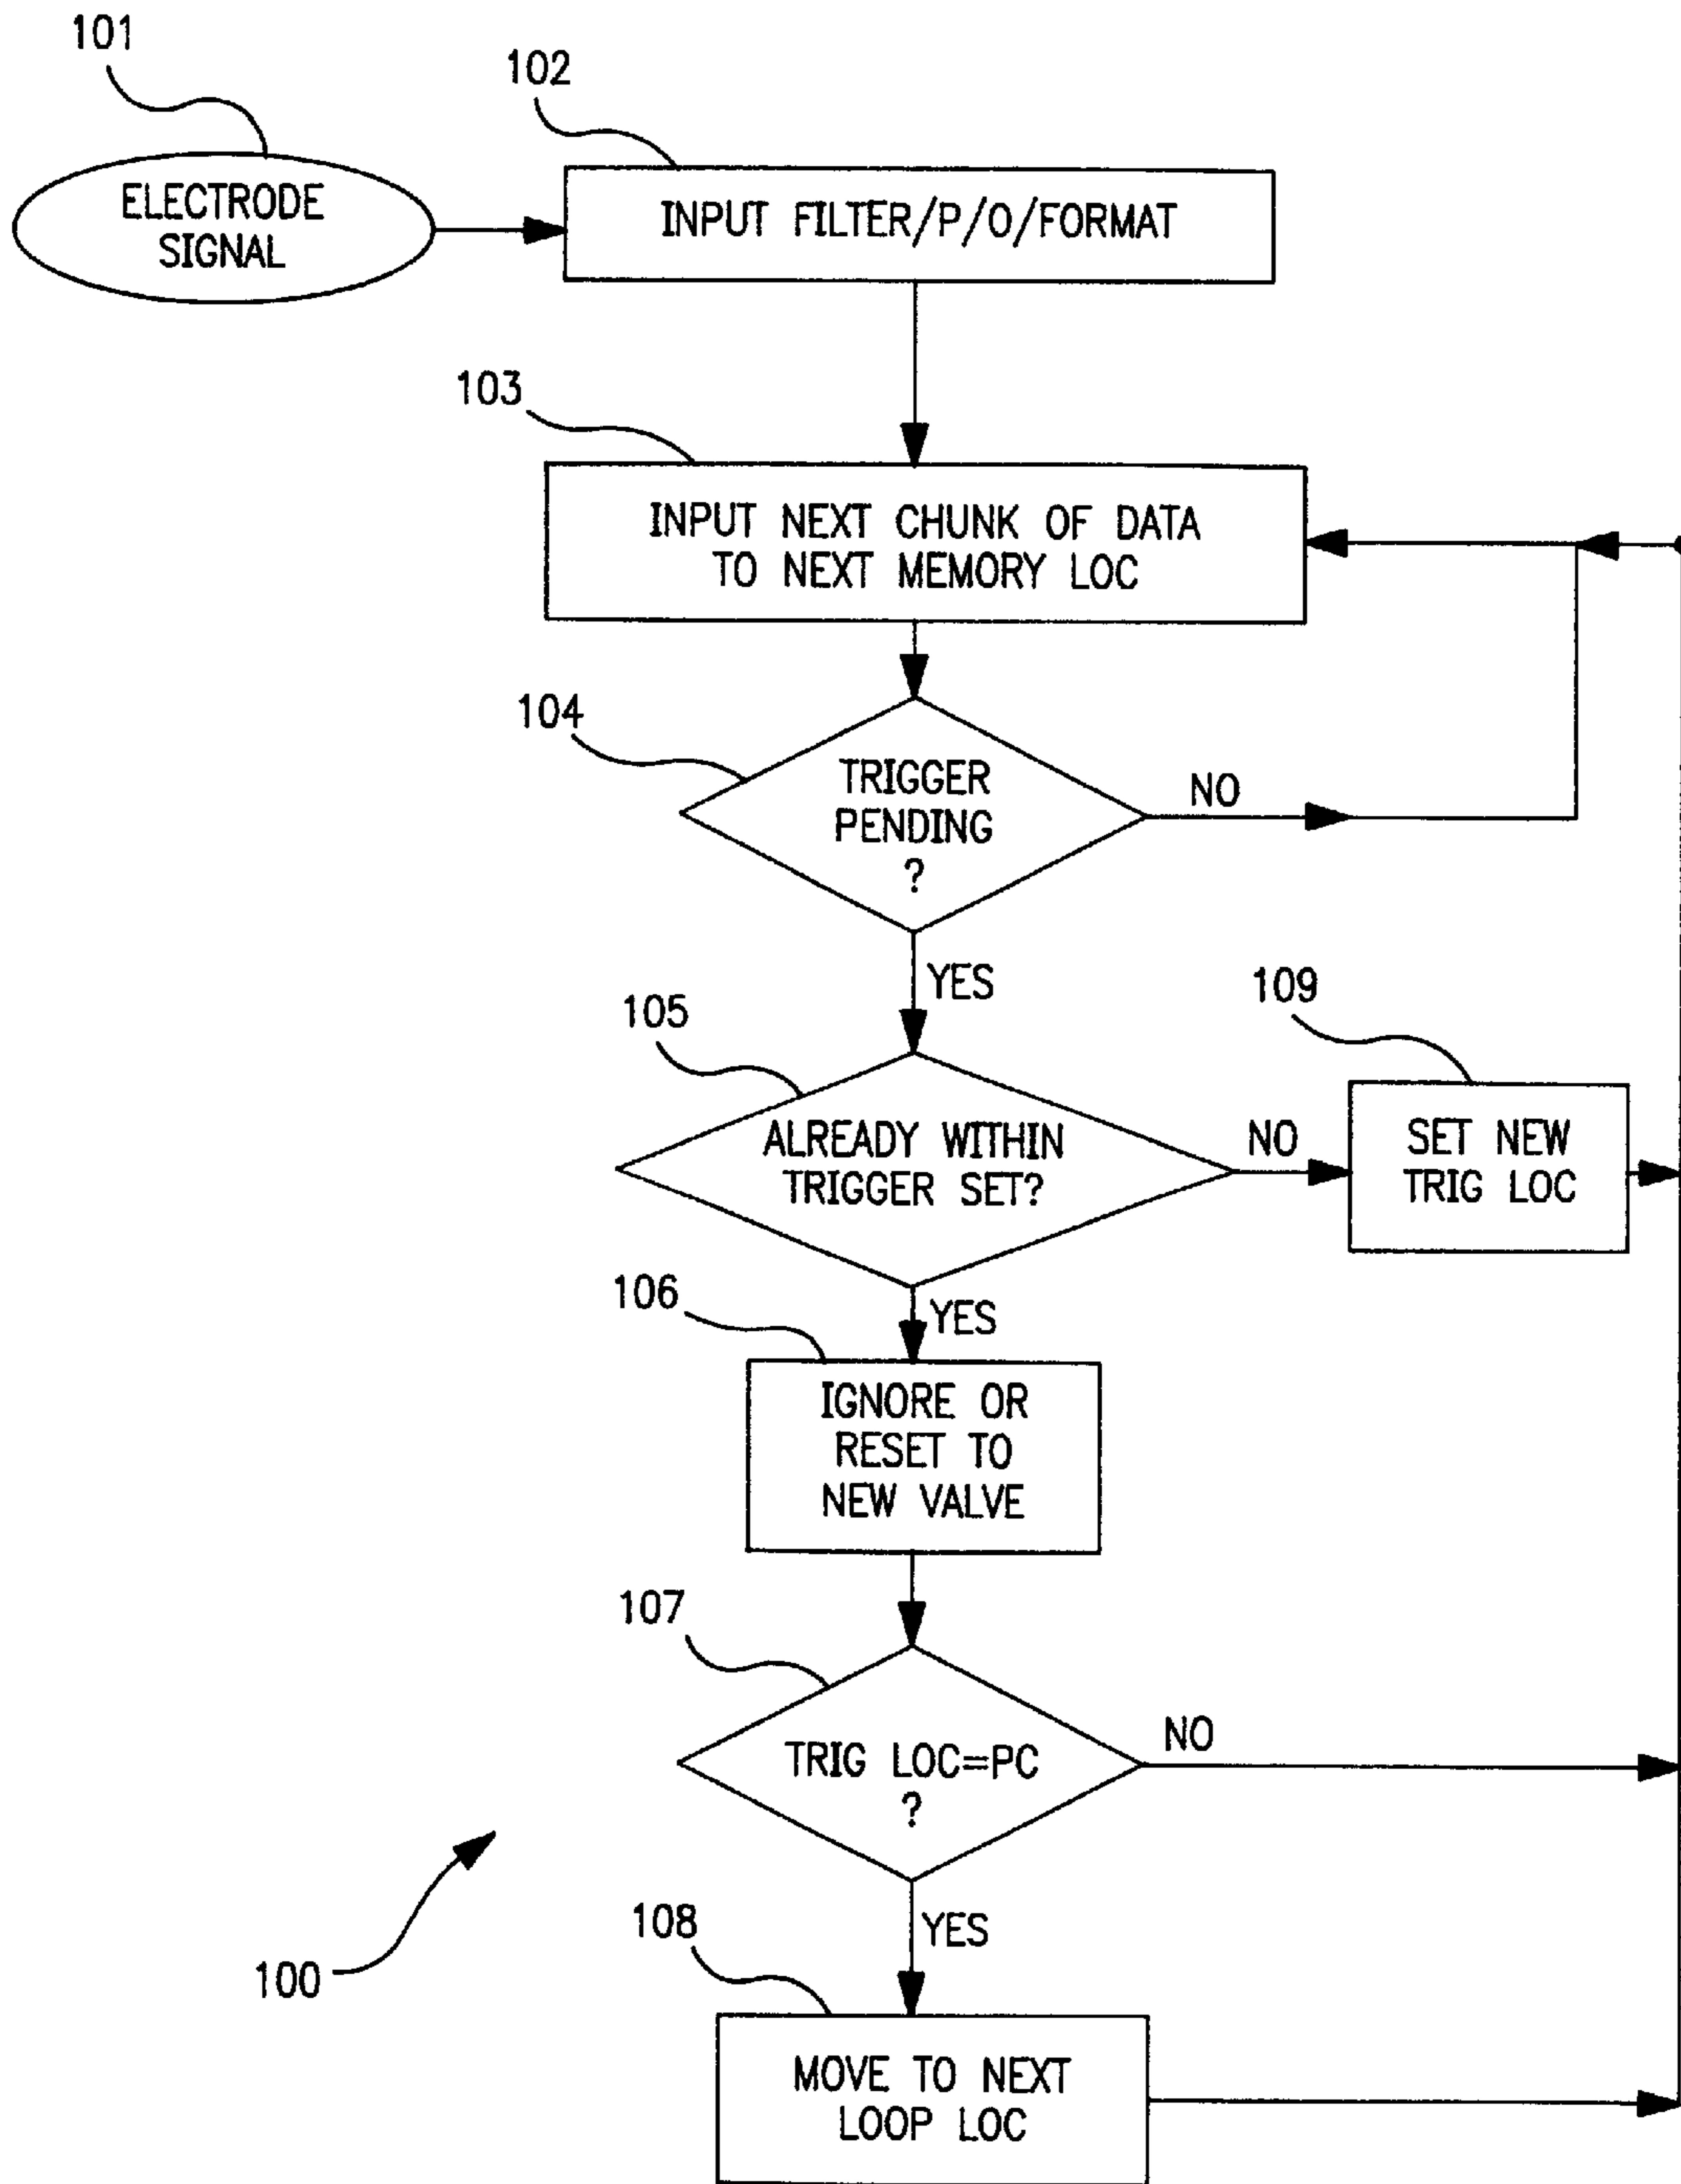 101
102
ELECTRODE
SIGNAL
INPUT FILTER/P/O/FORMAT
103
INPUT NEXT CHUNK OF DATA
TO NEXT MEMORY LOC
104
TRIGGER
PENDING
?
NO
YES
105
109
ALREADY WITHIN
TRIGGER SET?
NO
SET NEW
TRIG LOC
106
YES
IGNORE OR
RESET TO
NEW VALVE
107
TRIG LOC=PC
?
NO
YES
100
108
MOVE TO NEXT
LOOP LOC